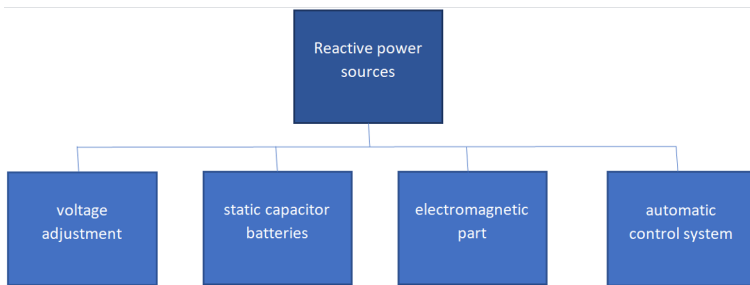 Reactive power
sources
voltage
adjustment
static capacitor
batteries
electromagnetic
part
automatic
control system